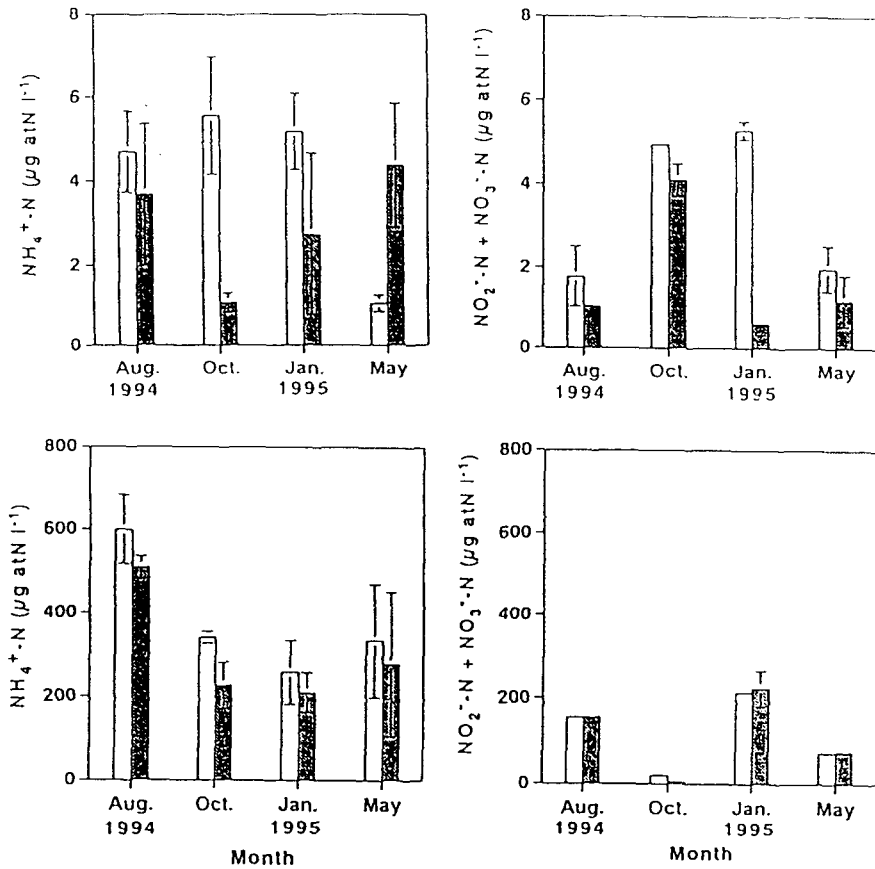 NH₄⁺-N (µg atN l⁻¹)
8
6
4
2
0
Aug. Oct. Jan. May
1994 1995
NO₂⁻-N + NO₃⁻-N (µg atN l⁻¹)
8
6
4
2
0
Aug. Oct. Jan. May
1994 1995
NH₄⁺-N (µg atN l⁻¹)
800
600
400
200
0
Aug. Oct. Jan. May
1994 1995
Month
NO₂⁻-N + NO₃⁻-N (µg atN l⁻¹)
800
600
400
200
0
Aug. Oct. Jan. May
1994 1995
Month